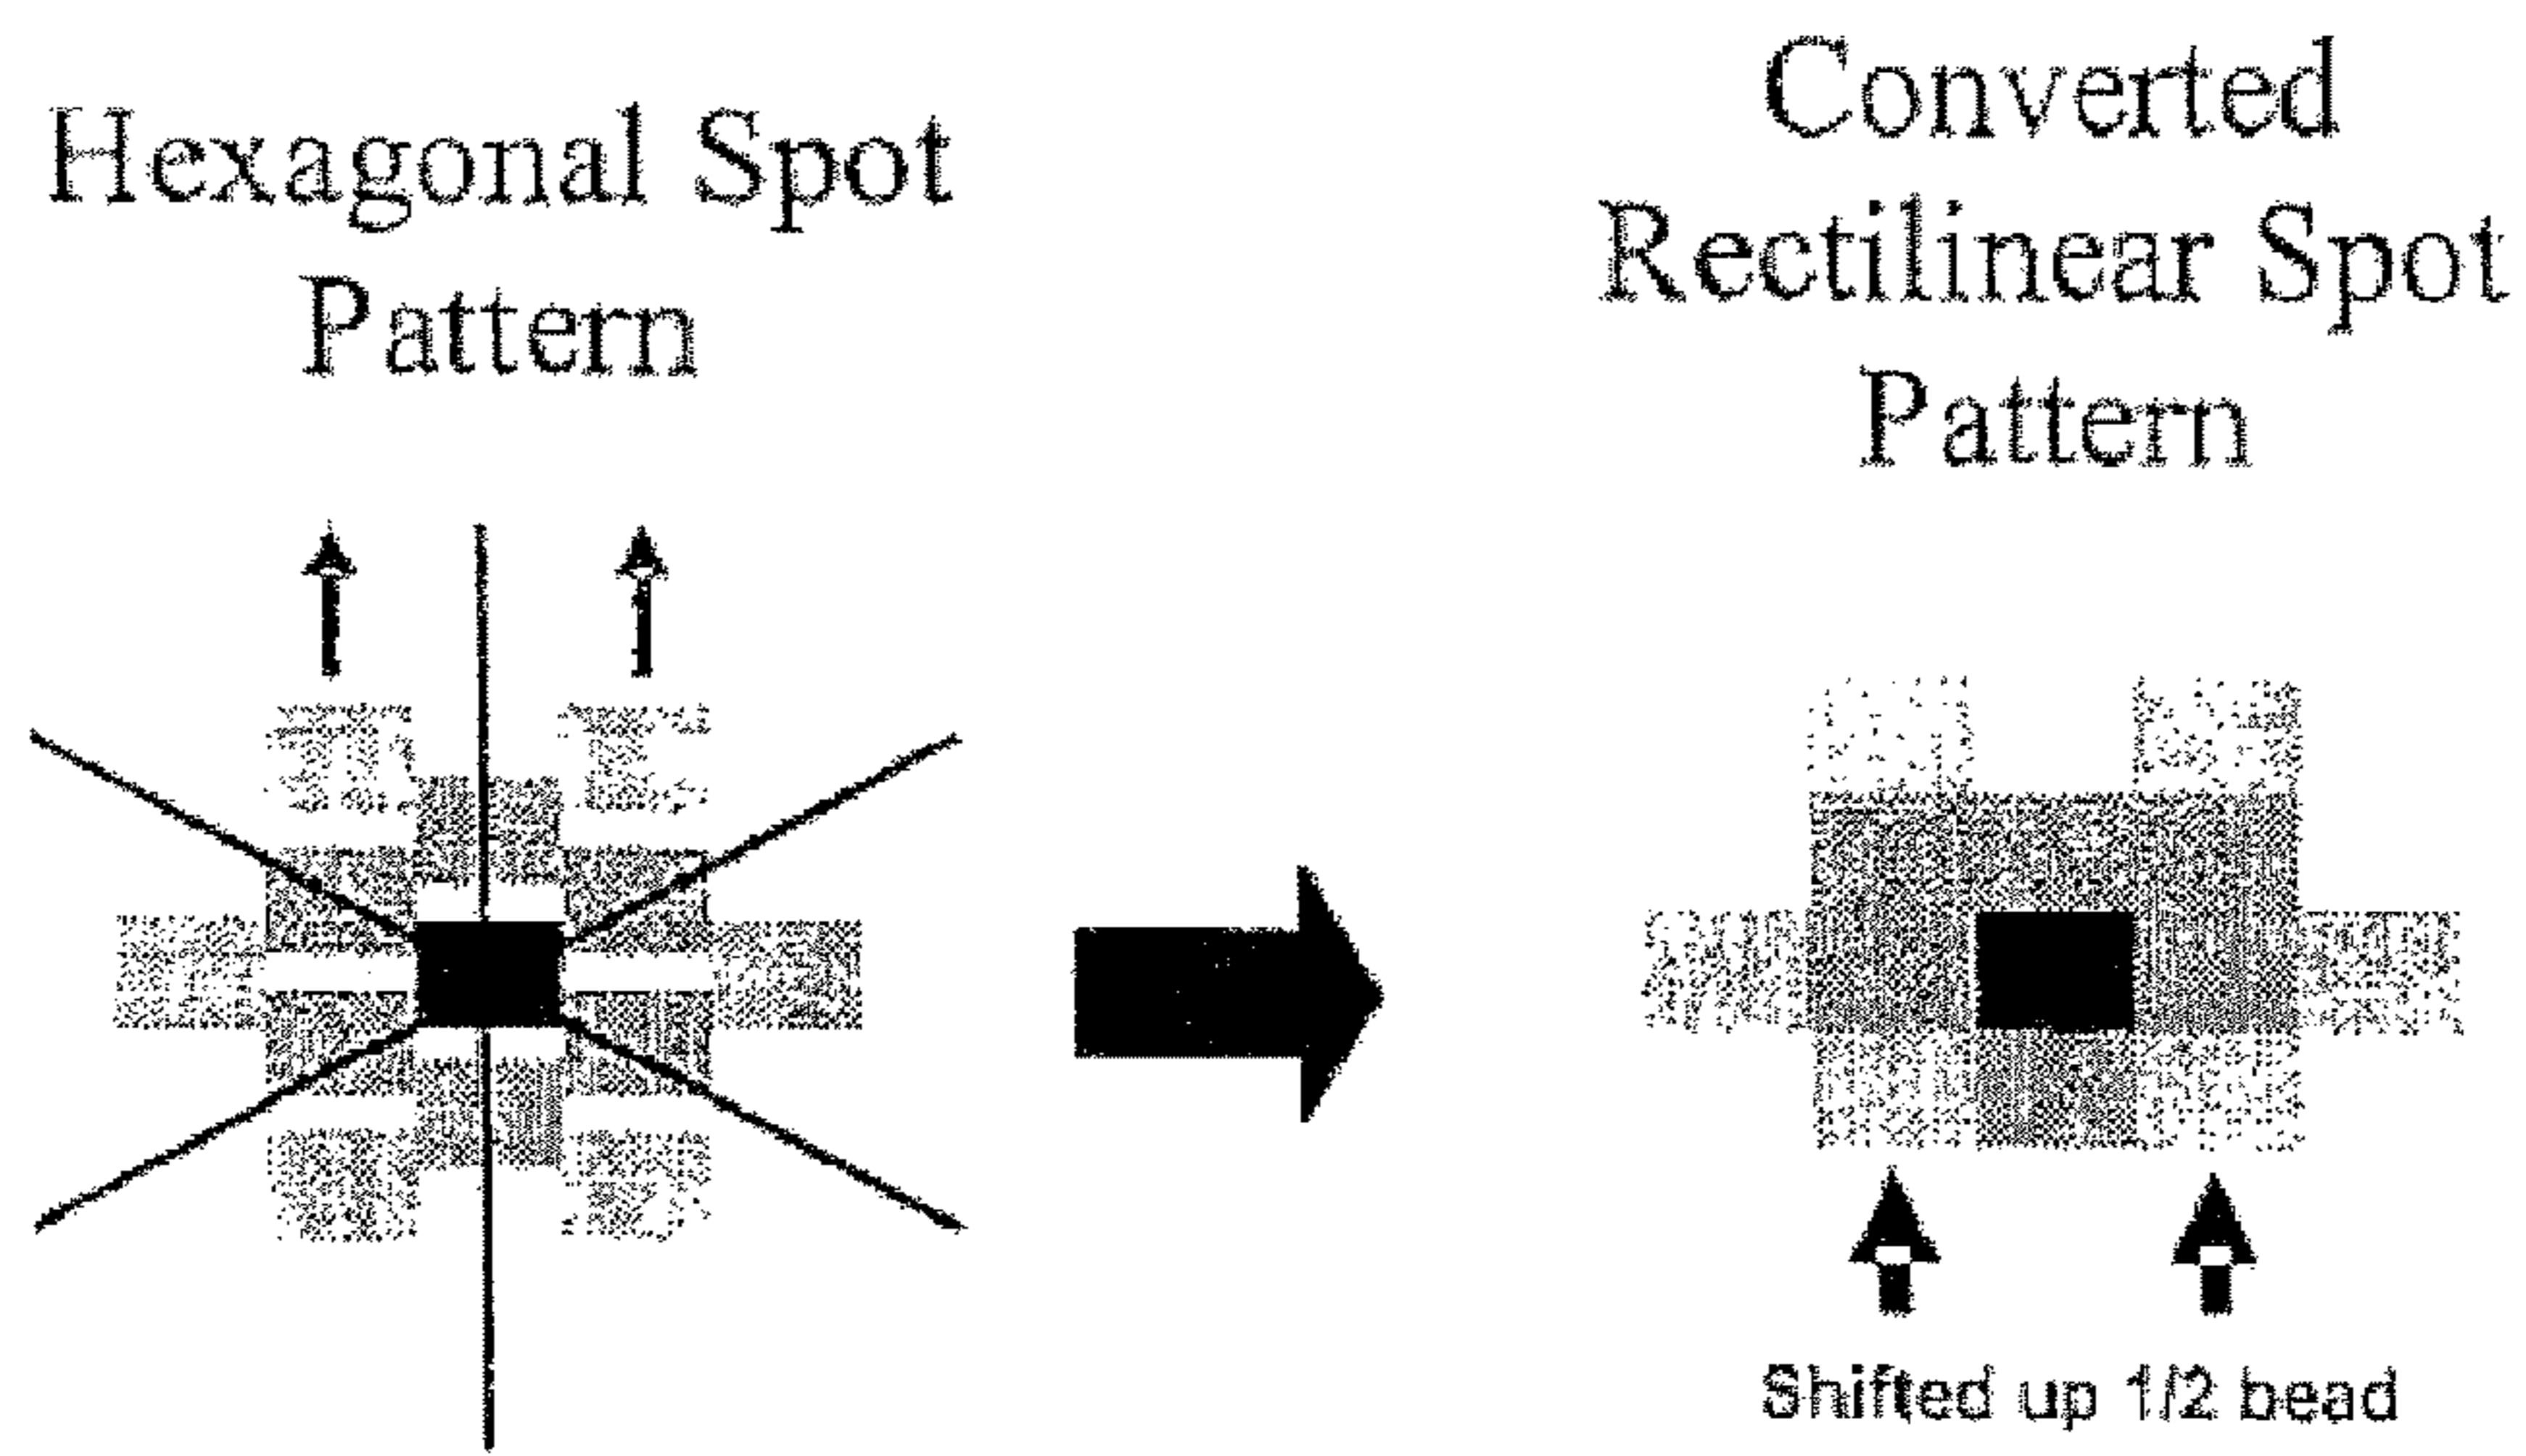 Hexagonal Spot
Pattern
Converted
Rectilinear Spot
Pattern
Shifted up 1/2 bead